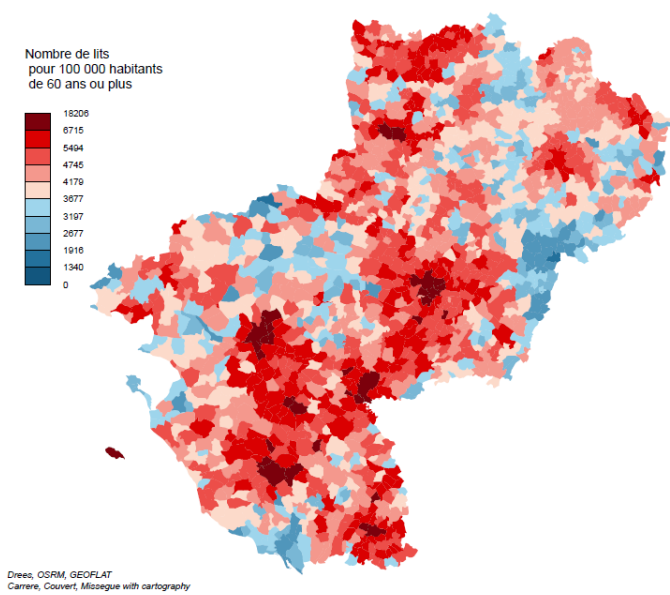 Nombre de lits
pour 100 000 habitants
de 60 ans ou plus
18206
6715
5494
4745
4179
3677
3197
2677
1916
1340
0
Drees, OSRM, GEOFLAT
Carrere, Couvert, Missegue with cartography